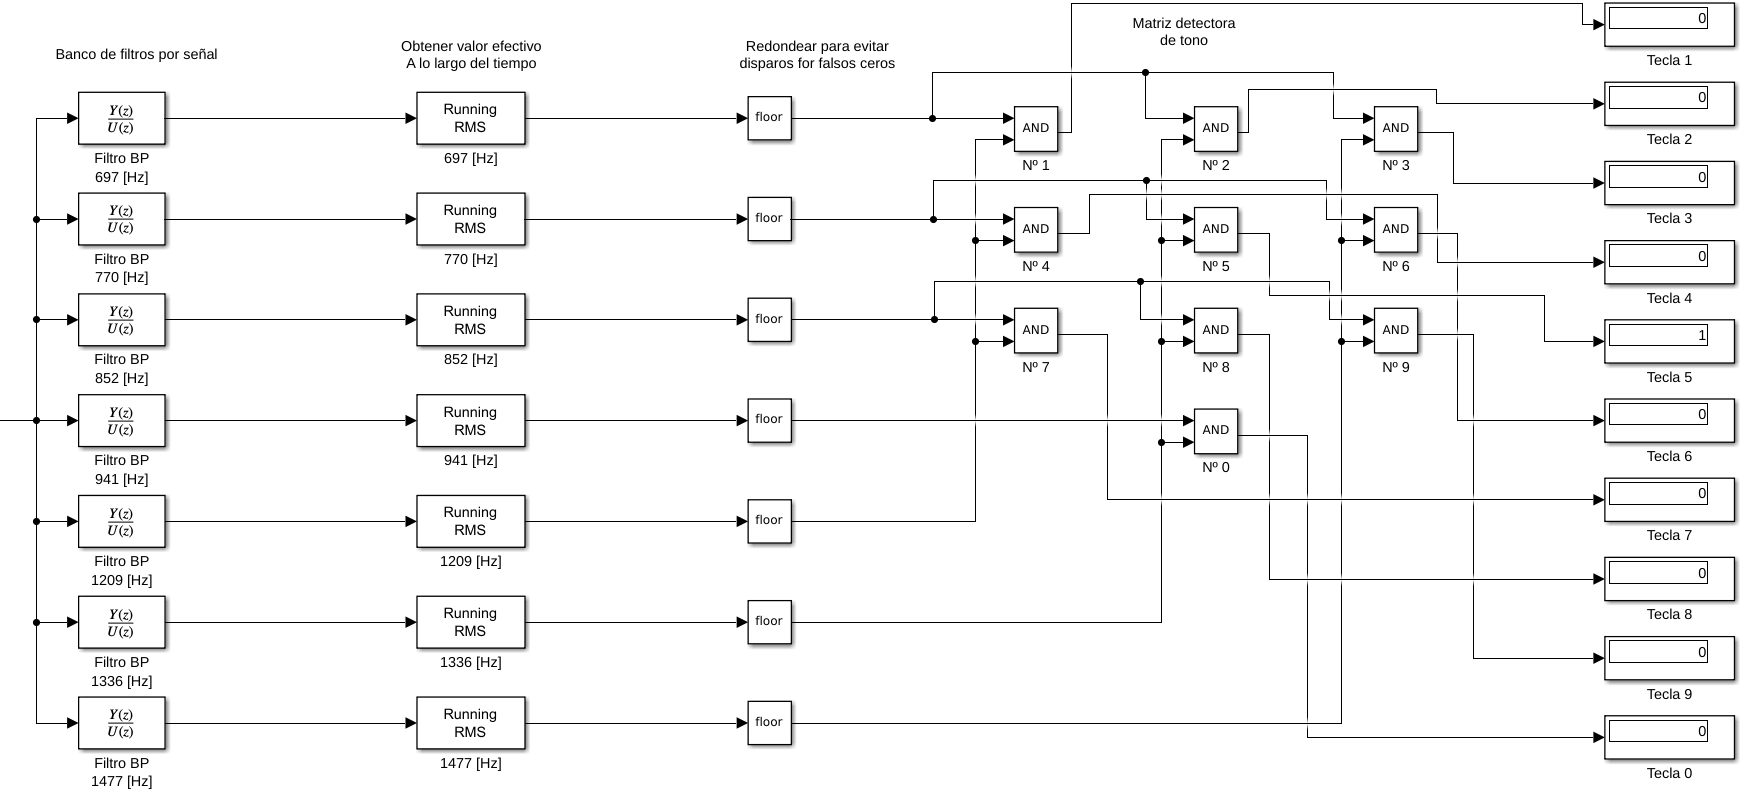 Banco de filtros por señal
Obtener valor efectivo
A lo largo del tiempo
Redondear para evitar
disparos for falsos ceros
Matriz detectora
de tono
Y(z)
U(z)
Filtro BP
697 [Hz]
Running
RMS
697 [Hz]
floor
AND
Nº 1
AND
Nº 2
AND
Nº 3
Y(z)
U(z)
Filtro BP
770 [Hz]
Running
RMS
770 [Hz]
floor
AND
Nº 4
AND
Nº 5
AND
Nº 6
Y(z)
U(z)
Filtro BP
852 [Hz]
Running
RMS
852 [Hz]
floor
AND
Nº 7
AND
Nº 8
AND
Nº 9
Y(z)
U(z)
Filtro BP
941 [Hz]
Running
RMS
941 [Hz]
floor
AND
Nº 0
Y(z)
U(z)
Filtro BP
1209 [Hz]
Running
RMS
1209 [Hz]
floor
Y(z)
U(z)
Filtro BP
1336 [Hz]
Running
RMS
1336 [Hz]
floor
Y(z)
U(z)
Filtro BP
1477 [Hz]
Running
RMS
1477 [Hz]
floor
0
Tecla 1
0
Tecla 2
0
Tecla 3
0
Tecla 4
1
Tecla 5
0
Tecla 6
0
Tecla 7
0
Tecla 8
0
Tecla 9
0
Tecla 0